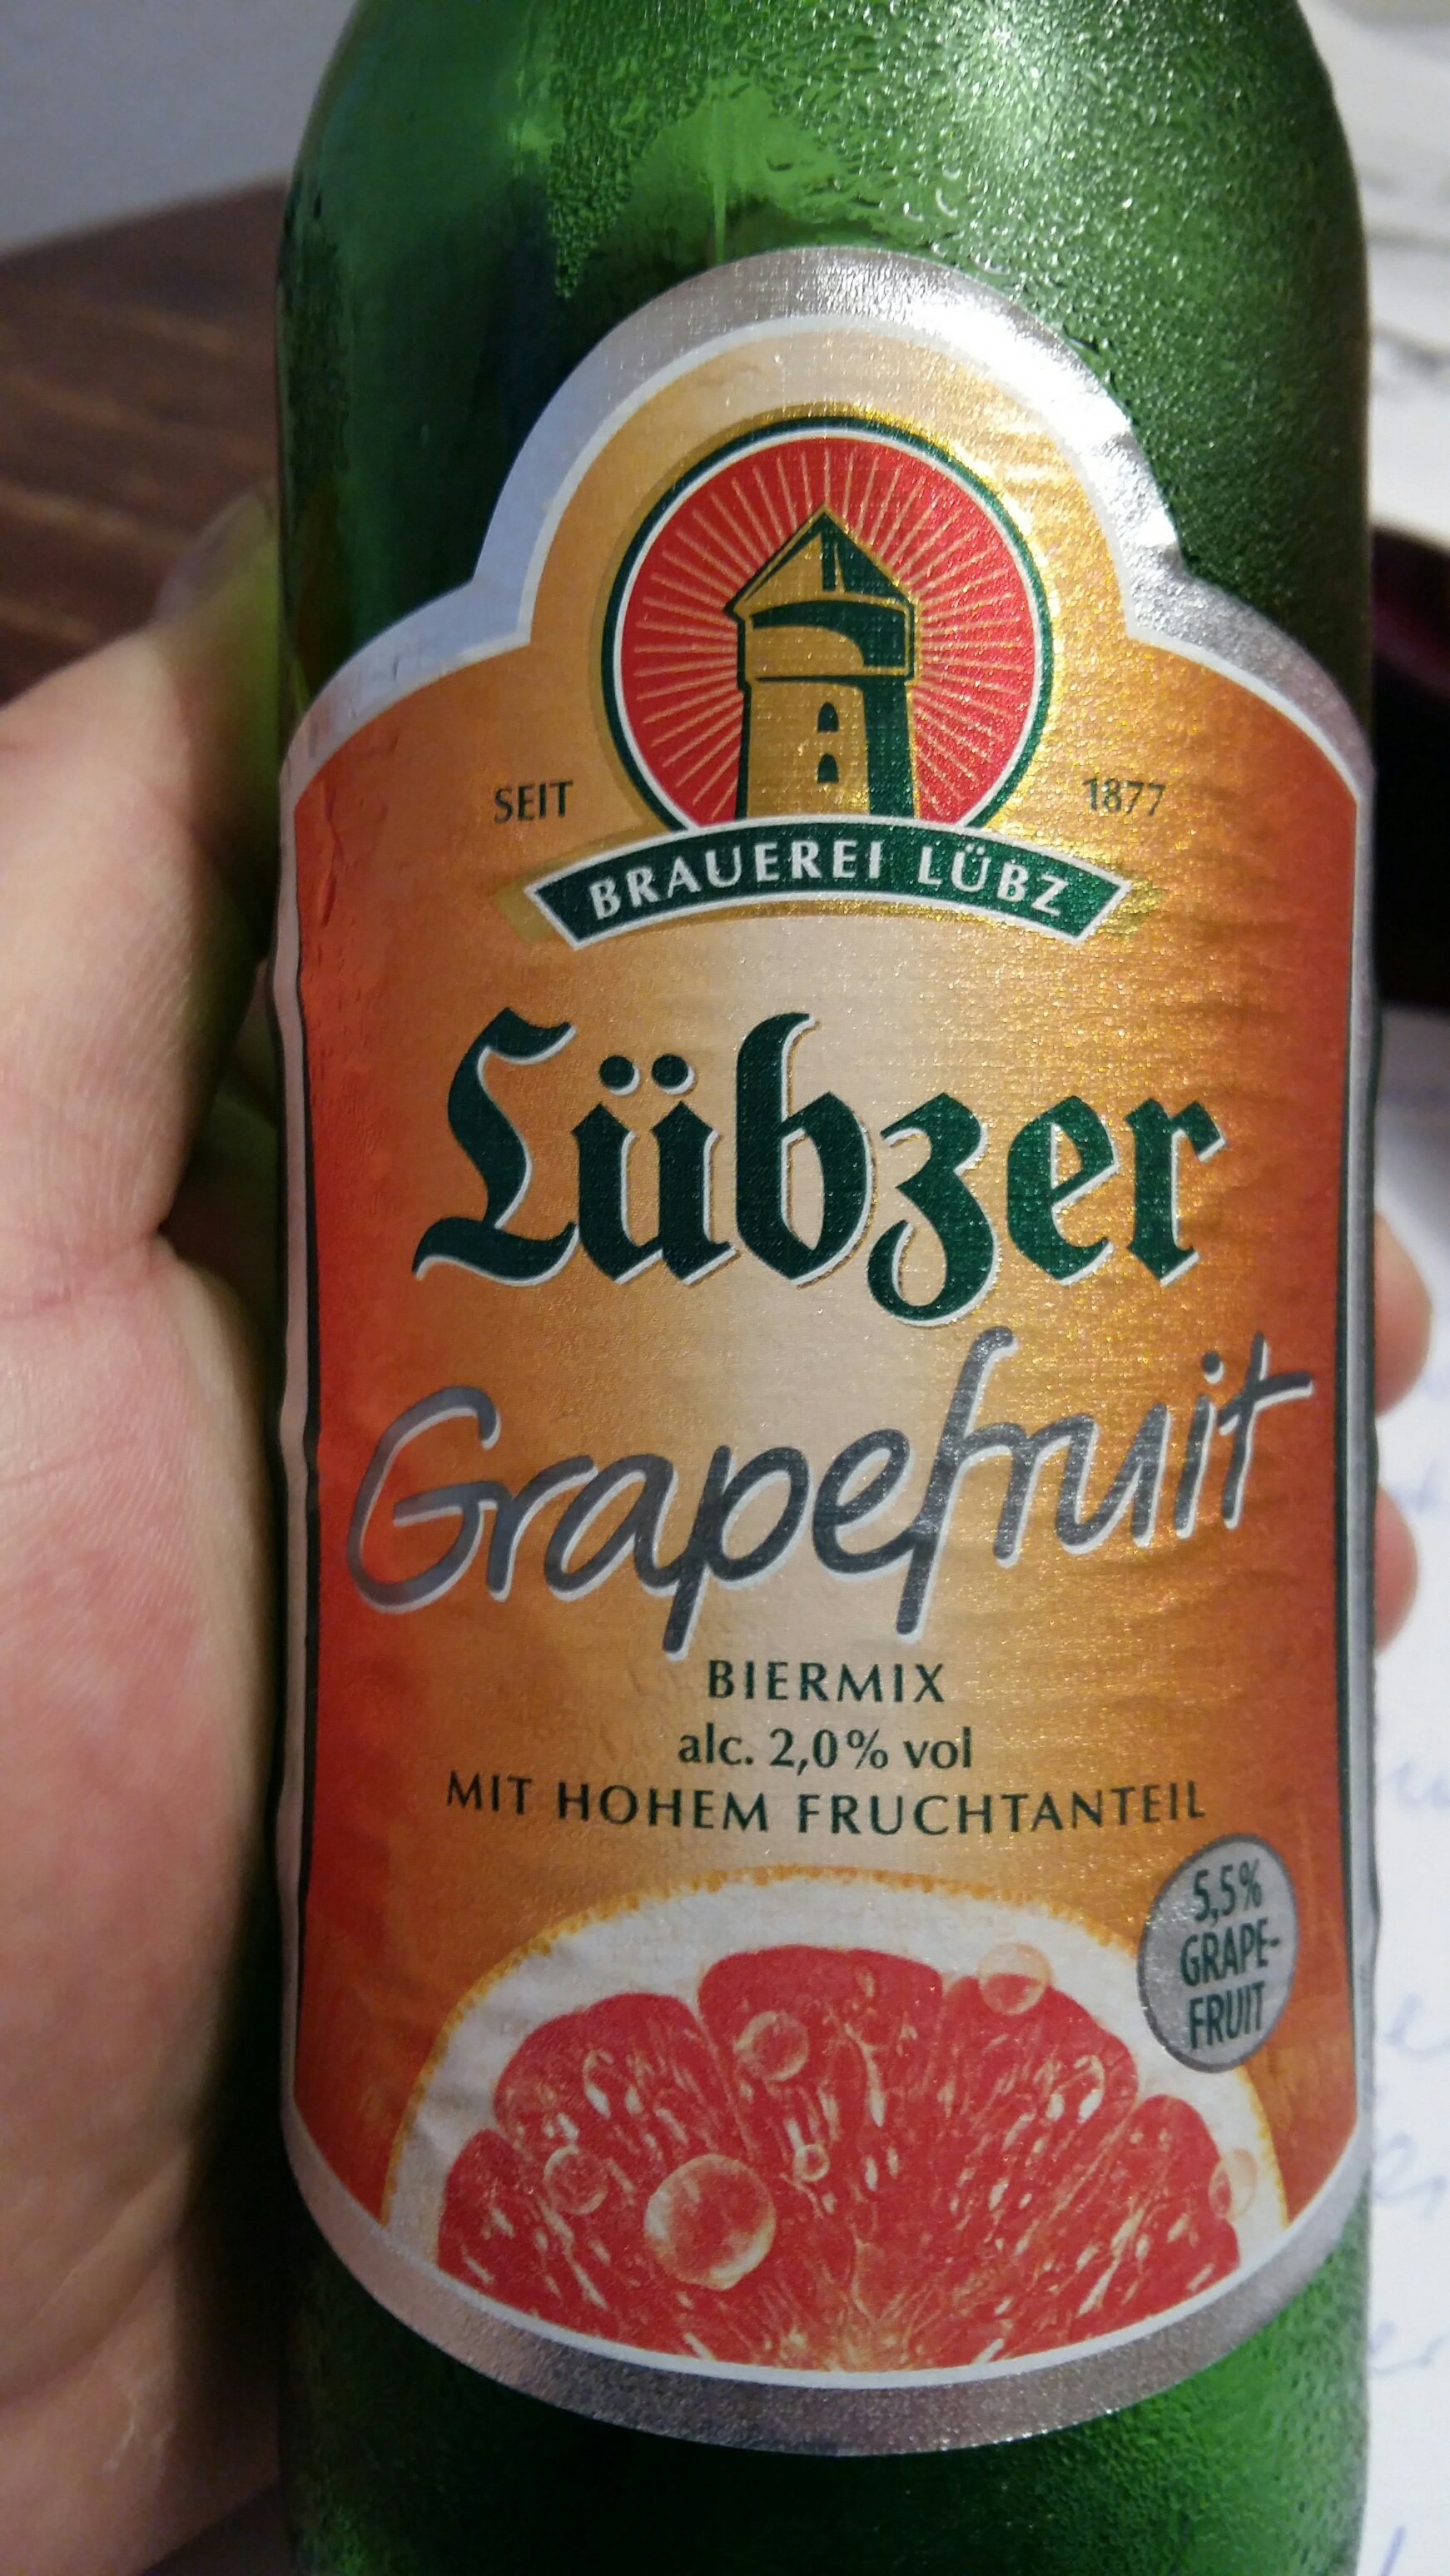 SEIT 1877
BRAUEREI LÜBZ
Lübzer
Grapefruit
BIERMIX
alc. 2,0% vol
MIT HOHEM FRUCHTANTEIL
5,5%
GRAPE-
FRUIT